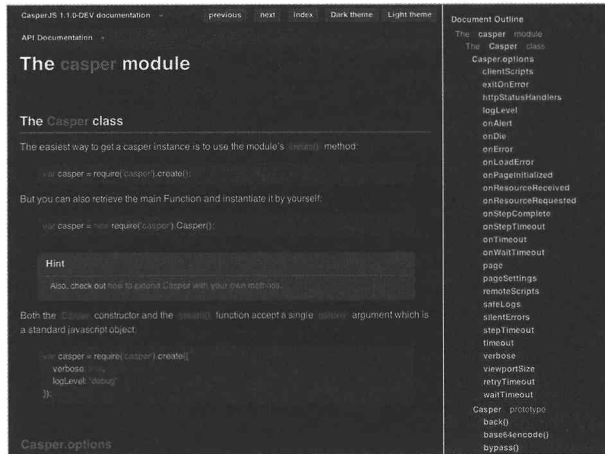 CasperJS 1.1.0-DEV documentation »
previous
next
index
Dark theme
Light theme
API Documentation »
The casper module
The Casper class
The easiest way to get a casper instance is to use the module's create() method:
var casper = require('casper').create();
But you can also retrieve the main Function and instantiate it by yourself:
var casper = new require('casper').Casper();
Hint
Also, check out how to extend Casper with your own methods.
Both the Casper constructor and the create() function accept a single options argument which is
a standard javascript object:
var casper = require('casper').create({
verbose: true,
logLevel: "debug"
});
Casper.options
Document Outline
The casper module
The Casper class
Casper.options
clientScripts
exitOnError
httpStatusHandlers
logLevel
onAlert
onDie
onError
onLoadError
onPageInitialized
onResourceReceived
onResourceRequested
onStepComplete
onStepTimeout
onTimeout
onWaitTimeout
page
pageSettings
remoteScripts
safeLogs
silentErrors
stepTimeout
timeout
verbose
viewportSize
retryTimeout
waitTimeout
Casper prototype
back()
base64encode()
bypass()